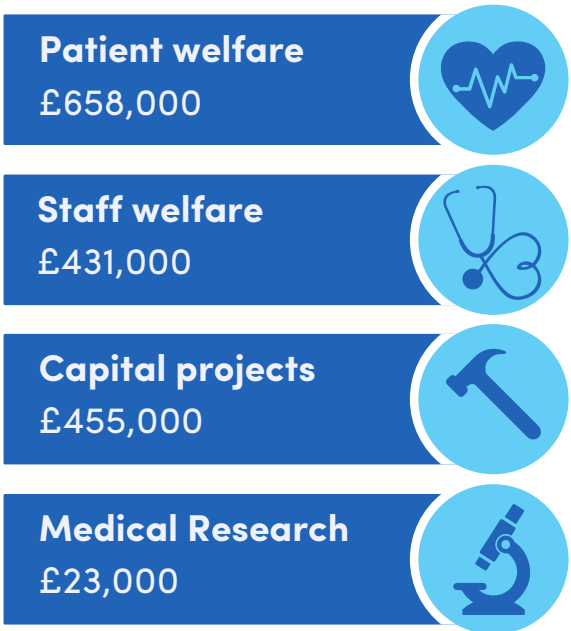 Patient welfare
£658,000
Staff welfare
£431,000
Capital projects
£455,000
Medical Research
£23,000